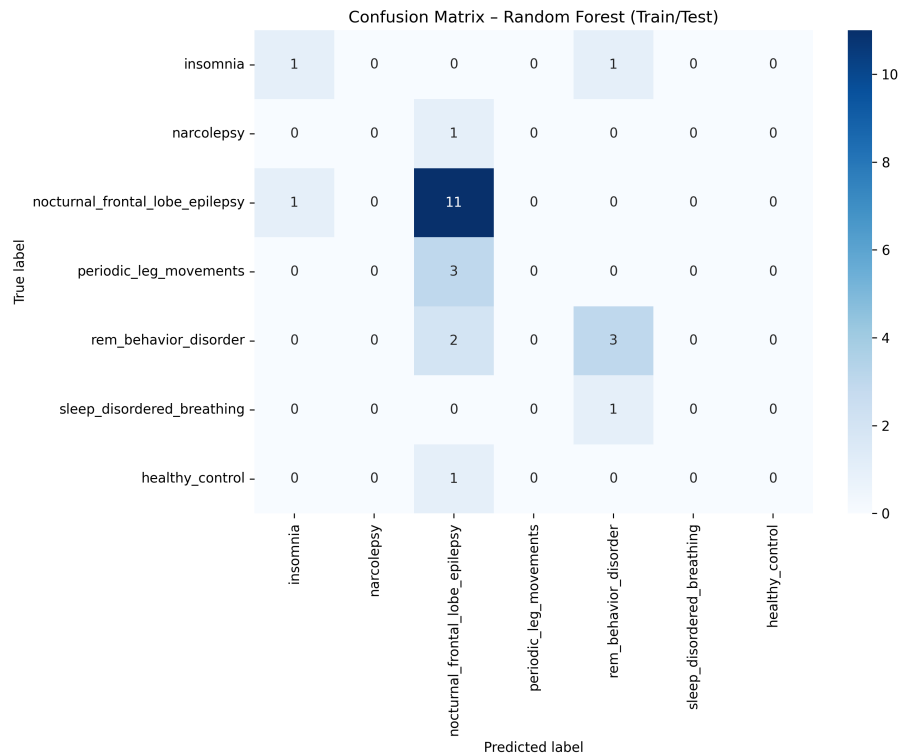 Confusion Matrix – Random Forest (Train/Test)
insomnia 1 0 0 0 1 0 0
narcolepsy 0 0 1 0 0 0 0
nocturnal_frontal_lobe_epilepsy 1 0 11 0 0 0 0
periodic_leg_movements 0 0 3 0 0 0 0
rem_behavior_disorder 0 0 2 0 3 0 0
sleep_disordered_breathing 0 0 0 0 1 0 0
healthy_control 0 0 1 0 0 0 0
True label
insomnia
narcolepsy
nocturnal_frontal_lobe_epilepsy
periodic_leg_movements
rem_behavior_disorder
sleep_disordered_breathing
healthy_control
Predicted label
10
8
6
4
2
0